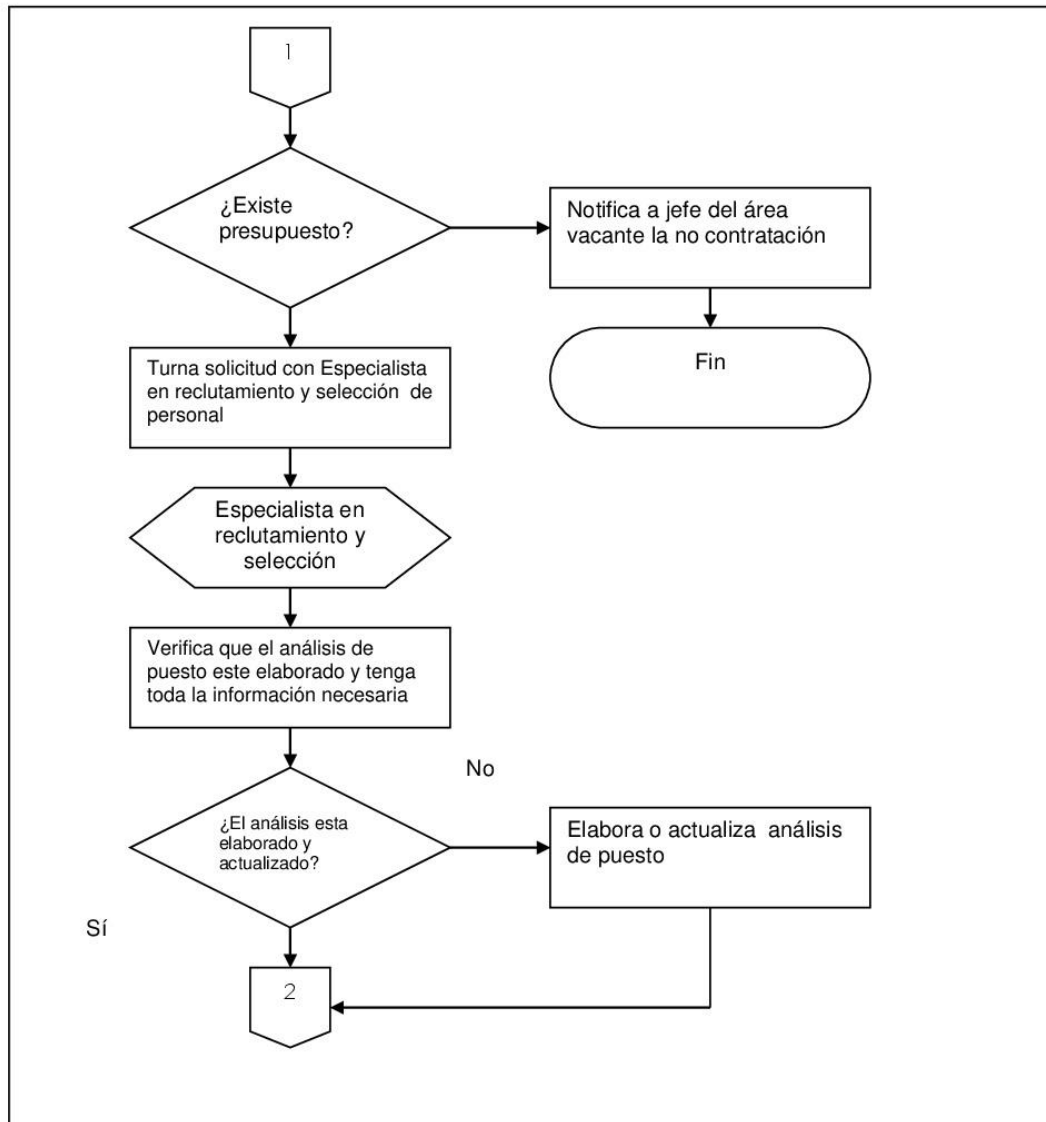 1
¿Existe
presupuesto?
Notifica a jefe del área
vacante la no contratación
Fin
Turna solicitud con Especialista
en reclutamiento y selección de
personal
Especialista en
reclutamiento y
selección
Verifica que el análisis de
puesto este elaborado y tenga
toda la información necesaria
No
¿El análisis esta
elaborado y
actualizado?
Elabora o actualiza análisis
de puesto
Sí
2